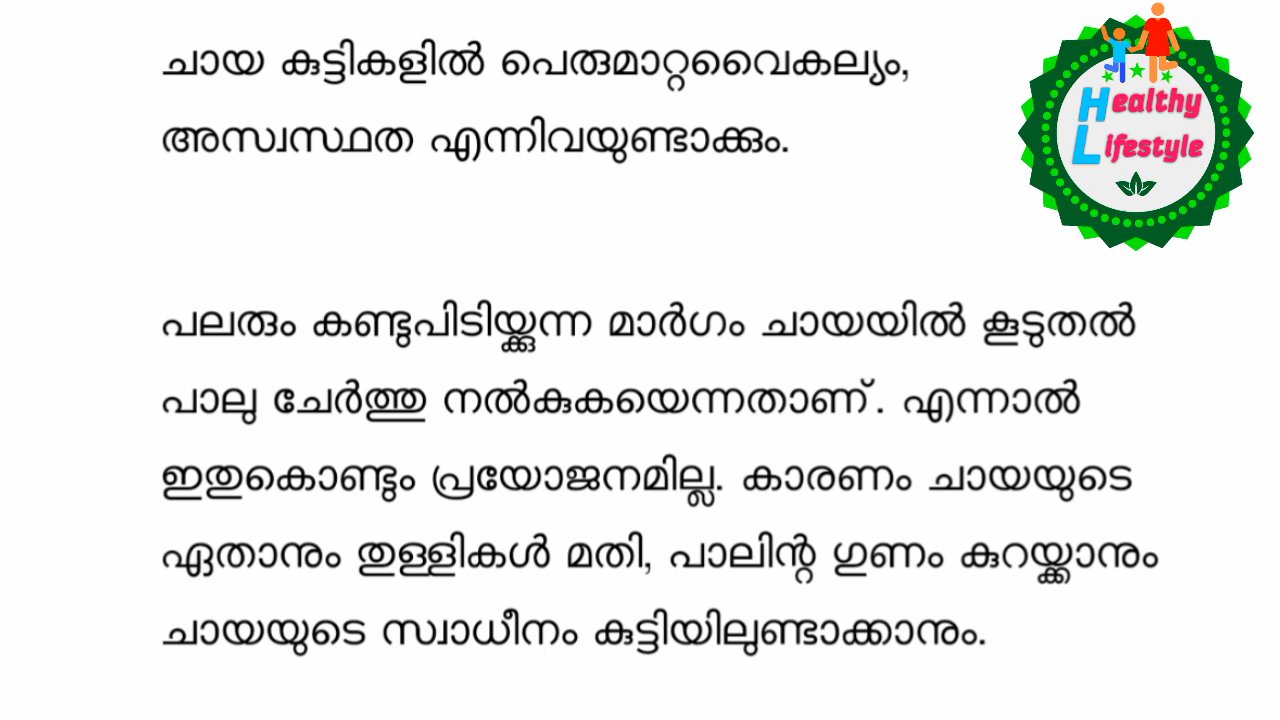 ചായ കുട്ടികളിൽ പെരുമാറ്റവൈകല്യം,
അസ്വസ്ഥത എന്നിവയുണ്ടാക്കും.
Healthy
Lifestyle
പലരും കണ്ടുപിടിയ്ക്കുന്ന മാർഗം ചായയിൽ കൂടുതൽ
പാലു ചേർത്തു നൽകുകയെന്നതാണ്. എന്നാൽ
ഇതുകൊണ്ടും പ്രയോജനമില്ല. കാരണം ചായയുടെ
ഏതാനും തുള്ളികൾ മതി, പാലിന്റ ഗുണം കുറയ്ക്കാനും
ചായയുടെ സ്വാധീനം കുട്ടിയിലുണ്ടാക്കാനും.